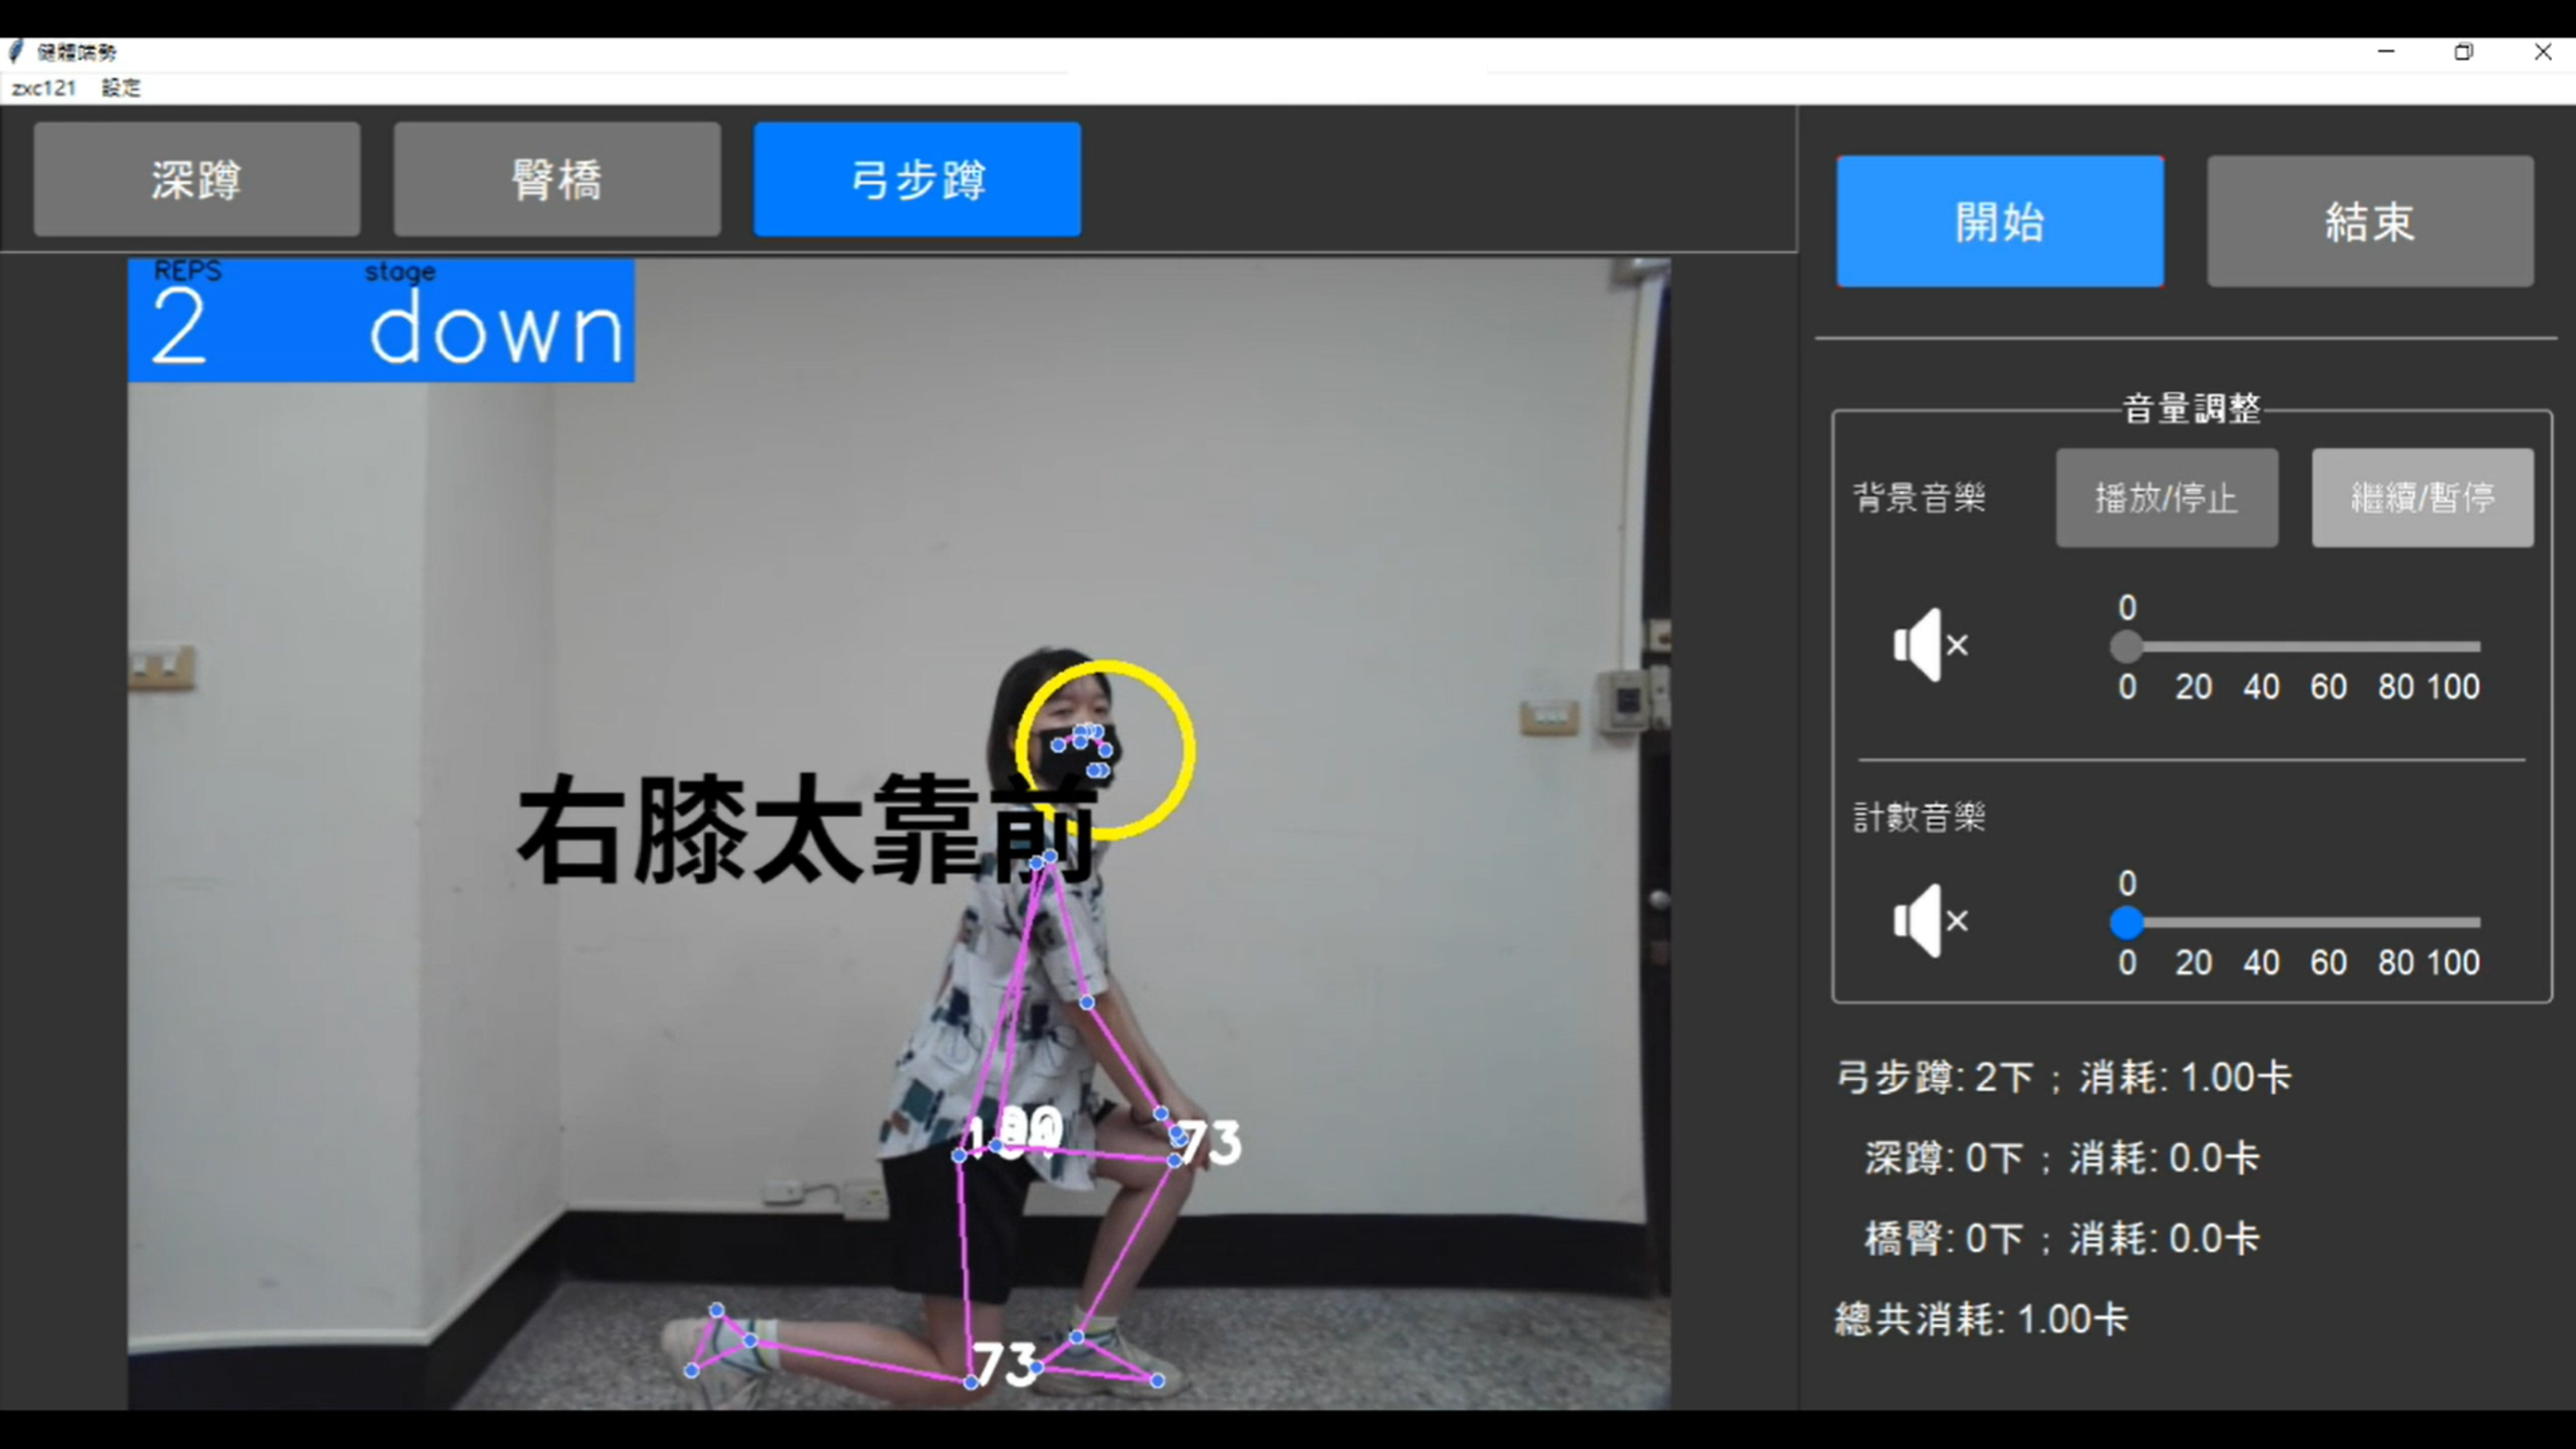 健體端勢
zxc121 設定
深蹲 臀橋 弓步蹲
開始 結束
REPS stage
2 down
音量調整
背景音樂 播放/停止 繼續/暫停
0
0 20 40 60 80 100
右膝太靠前
計數音樂
0
0 20 40 60 80 100
弓步蹲: 2下 ; 消耗: 1.00卡
73
深蹲: 0下 ; 消耗: 0.0卡
橋臀: 0下 ; 消耗: 0.0卡
總共消耗: 1.00卡
73